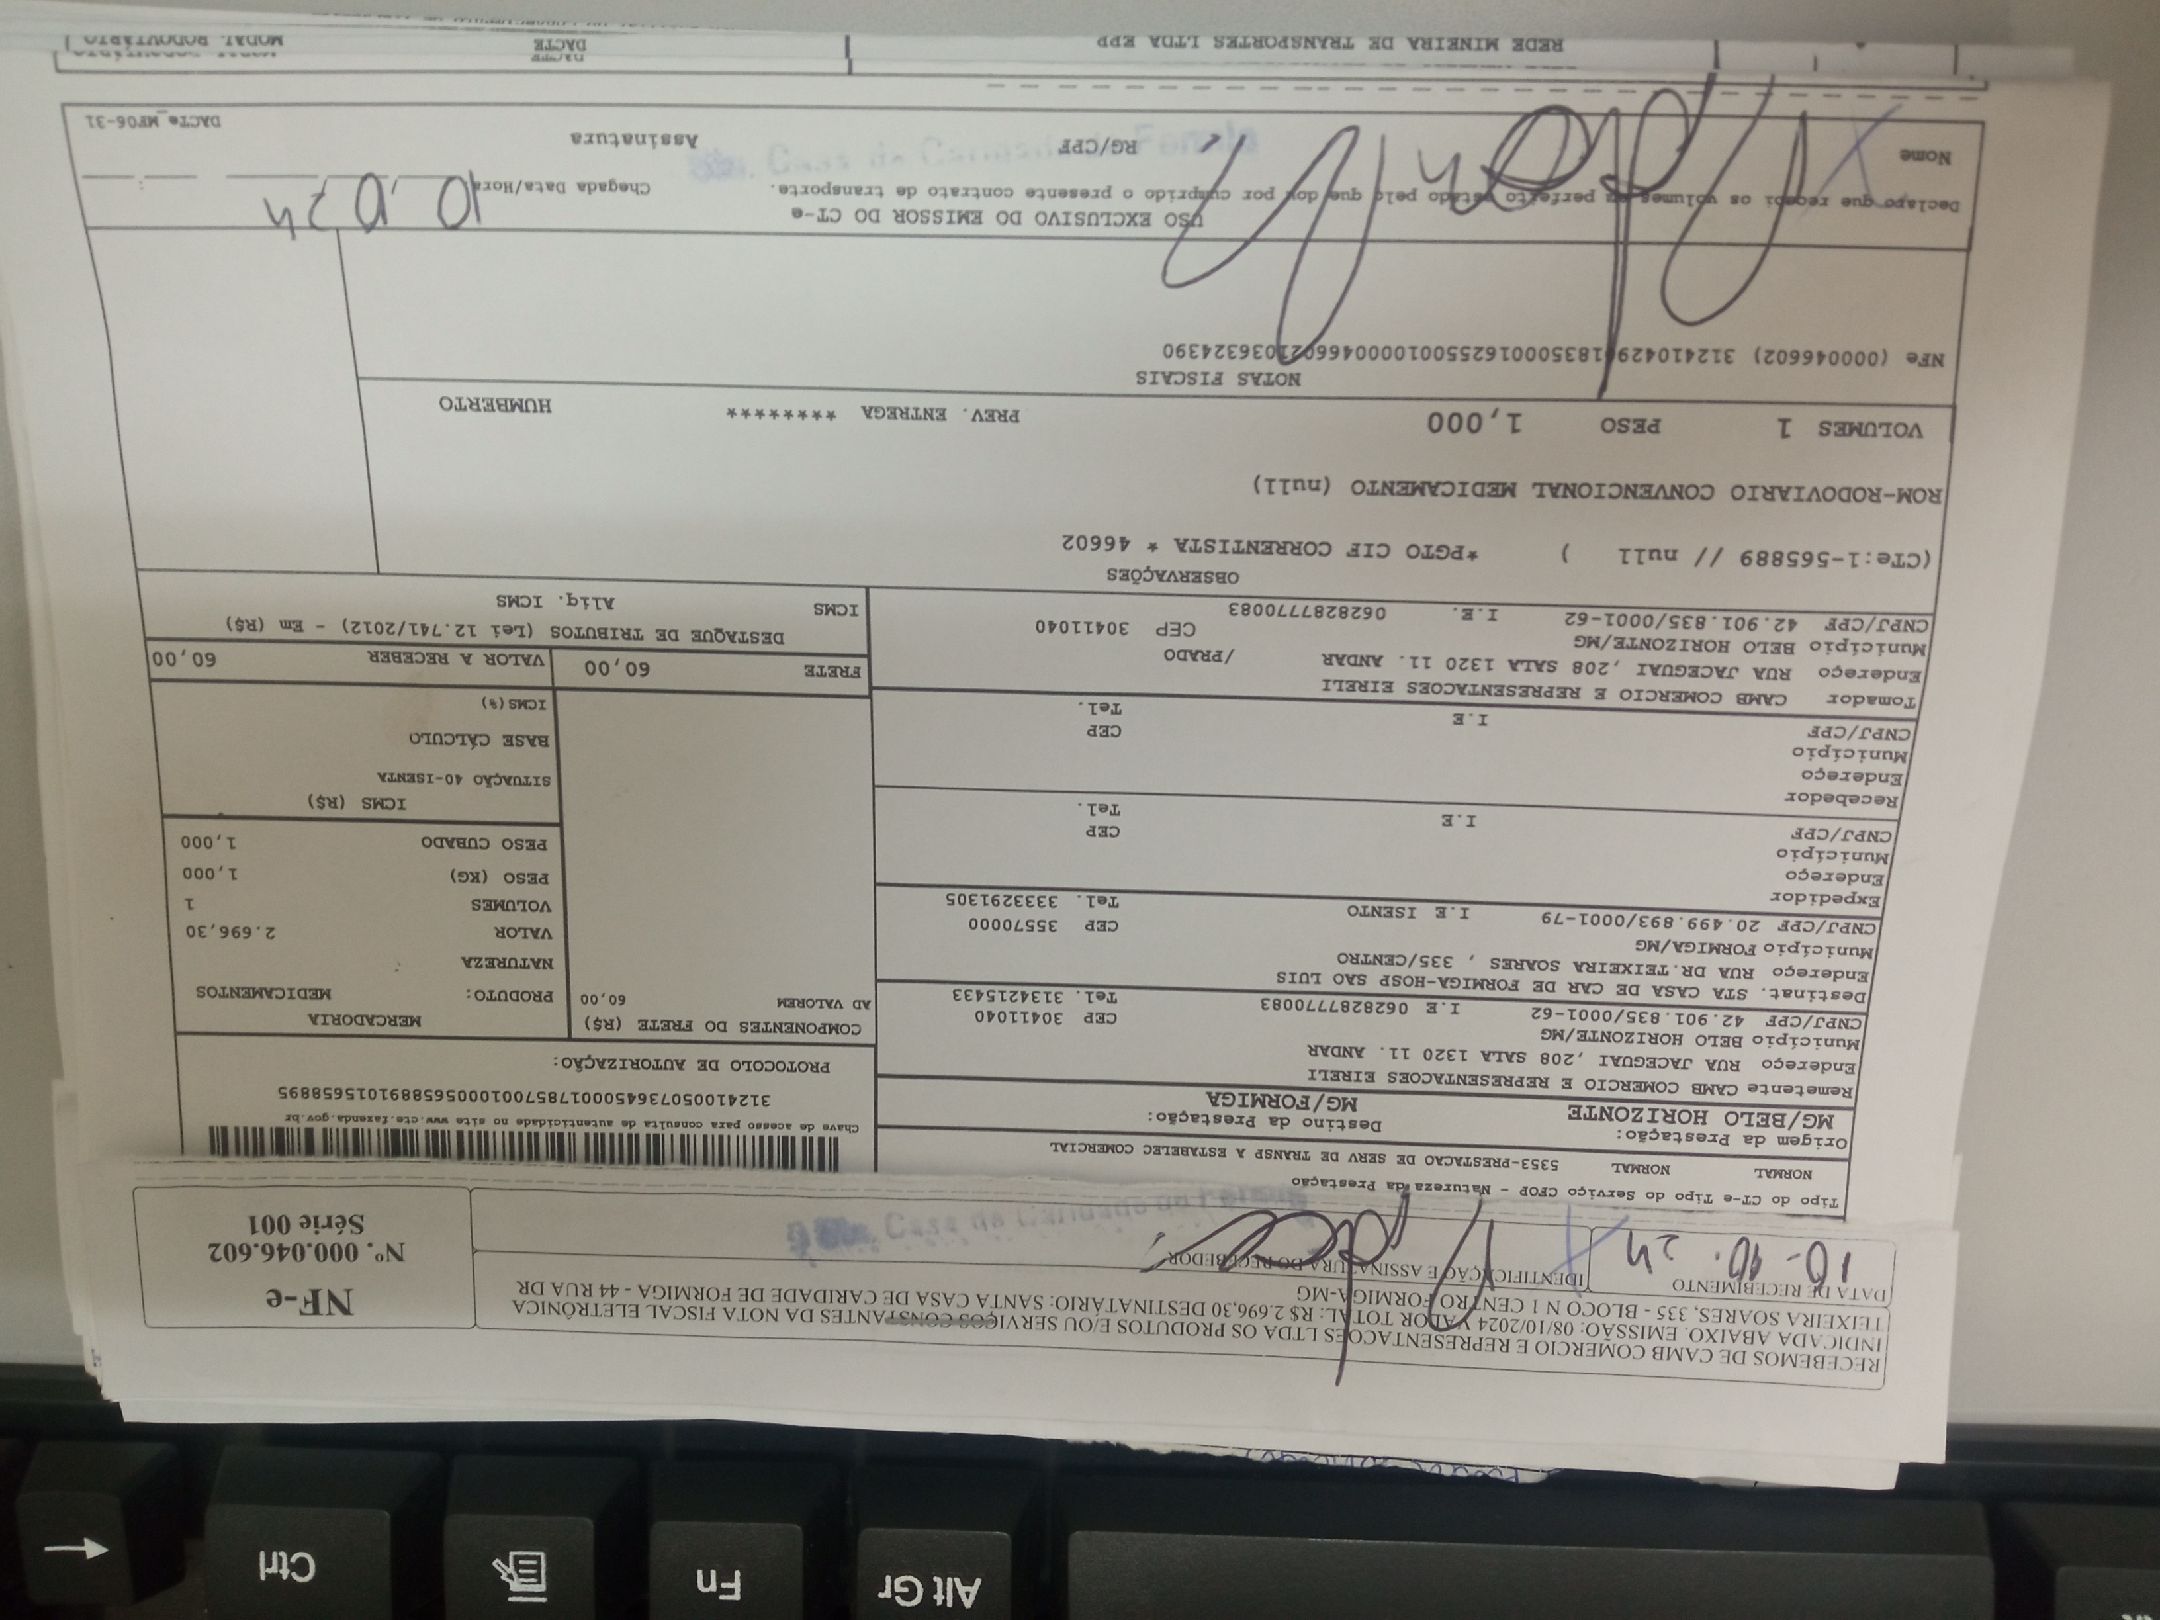 RECEBEMOS DE CAMB COMERCIO E REPRESENTACOES LTDA OS PRODUTOS E/OU SERVIÇOS CONSTANTES DA NOTA FISCAL ELETRÔNICA
INDICADA ABAIXO. EMISSÃO: 08/10/2024 VALOR TOTAL: R$ 2.696,30 DESTINATÁRIO: SANTA CASA DE CARIDADE DE FORMIGA - 44 RUA DR
TEIXEIRA SOARES, 335 - BLOCO N 1 CENTRO FORMIGA-MG
DATA DE RECEBIMENTO
10-10-24
IDENTIFICAÇÃO E ASSINATURA DO RECEBEDOR
Casa de Caridade de
NF-e
Nº. 000.046.602
Série 001
Tipo do CT-e Tipo do Serviço CFOP - Natureza da Prestação
NORMAL NORMAL 5353-PRESTACAO DE SERV DE TRANSP A ESTABELEC COMERCIAL
Origem da Prestação: Destino da Prestação:
MG/BELO HORIZONTE MG/FORMIGA
Remetente CAMB COMERCIO E REPRESENTACOES EIRELI
Endereço RUA JACEGUAI ,208 SALA 1320 11. ANDAR
Município BELO HORIZONTE/MG CEP 30411040
CNPJ/CPF 42.901.835/0001-62 I.E 062828770083 Tel. 3134215433
Destinat. STA CASA DE CAR DE FORMIGA-HOSP SAO LUIS
Endereço RUA DR.TEIXEIRA SOARES , 335/CENTRO
Município FORMIGA/MG CEP 35570000
CNPJ/CPF 20.499.893/0001-79 I.E ISENTO Tel. 3333291305
Expedidor
Endereço
Município CEP
CNPJ/CPF I.E Tel.
Recebedor
Endereço
Município CEP
CNPJ/CPF I.E Tel.
Tomador CAMB COMERCIO E REPRESENTACOES EIRELI
Endereço RUA JACEGUAI ,208 SALA 1320 11. ANDAR /PRADO
Município BELO HORIZONTE/MG CEP 30411040
CNPJ/CPF 42.901.835/0001-62 I.E. 062828770083
Chave de acesso para consulta de autenticidade no site www.cte.fazenda.gov.br
PROTOCOLO DE AUTORIZAÇÃO:
COMPONENTES DO FRETE (R$)
AD VALOREM 60,00
MERCADORIA
PRODUTO: MEDICAMENTOS
NATUREZA
VALOR 2.696,30
VOLUMES 1
PESO (KG) 1,000
PESO CUBADO 1,000
ICMS (R$)
SITUAÇÃO 40-ISENTA
BASE CÁLCULO
ICMS(%)
FRETE 60,00 VALOR A RECEBER 60,00
DESTAQUE DE TRIBUTOS (Lei 12.741/2012) - Em (R$)
ICMS Aliq. ICMS
OBSERVAÇÕES
(CTe:1-565889 // null ) *PGTO CIF CORRENTISTA * 46602
ROM-RODOVIARIO CONVENCIONAL MEDICAMENTO (null)
VOLUMES 1 PESO 1,000 PREV. ENTREGA ******** HUMBERTO
NOTAS FISCAIS
NFe (000046602)
USO EXCLUSIVO DO EMISSOR DO CT-e
Declaro que recebi os volumes em perfeito estado pelo que dou por cumprido o presente contrato de transporte.
Chegada Data/Hora 10 10 24
Nome RG/CPF Assinatura
Casa de Caridade de
DACTe_MF06-31
REDE MINEIRA DE TRANSPORTES LTDA EPP DACTE MODAL RODOVIÁRIO
Alt Gr
Fn
Ctrl